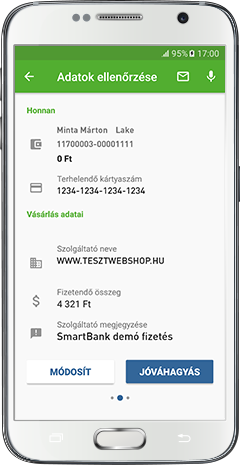 95% 17:00
Adatok ellenőrzése
Honnan
Minta Márton Lake
11700003-00001111
0 Ft
Terhelendő kártyaszám
1234-1234-1234-1234
Vásárlás adatai
Szolgáltató neve
WWW.TESZTWEBSHOP.HU
Fizetendő összeg
4 321 Ft
Szolgáltató megjegyzése
SmartBank demó fizetés
MÓDOSÍT JÓVÁHAGYÁS